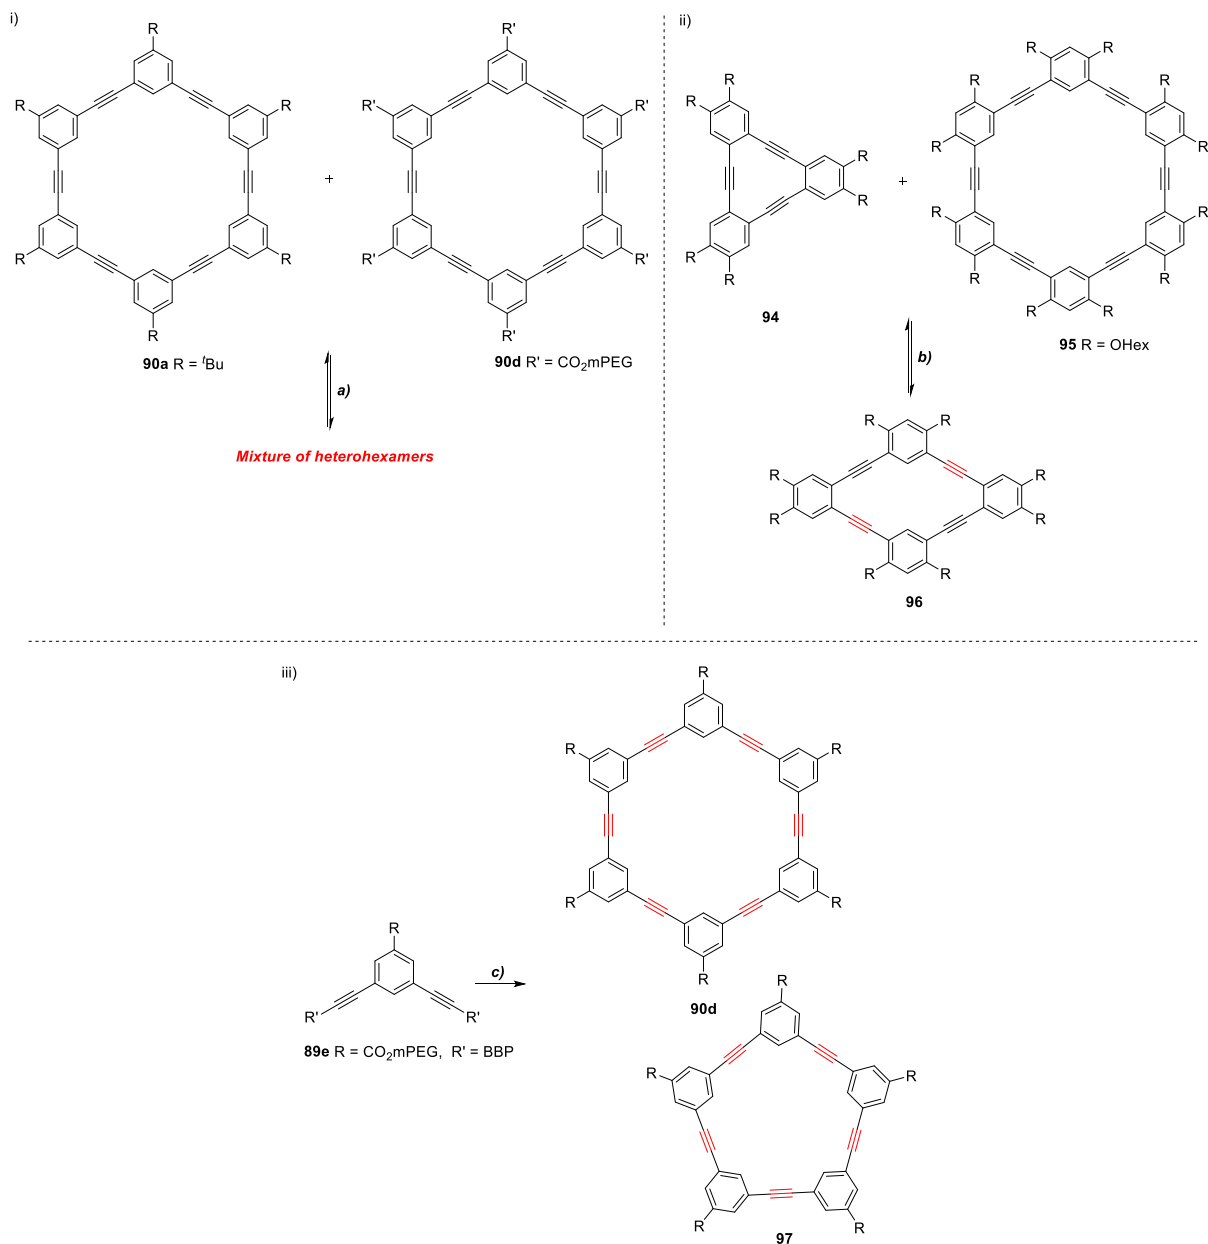 i)
R
R
R
R
R
R
90a R = tBu
+
R'
R'
R'
R'
R'
R'
90d R' = CO2mPEG
a)
Mixture of heterohexamers
ii)
R
R
R
R
R
R
94
+
R
R
R
R
R
R
R
R
R
R
R
R
95 R = OHex
b)
R
R
R
R
R
R
R
R
96
iii)
R
R'
R'
89e R = CO2mPEG, R' = BBP
c)
R
R
R
R
R
R
90d
R
R
R
R
R
97